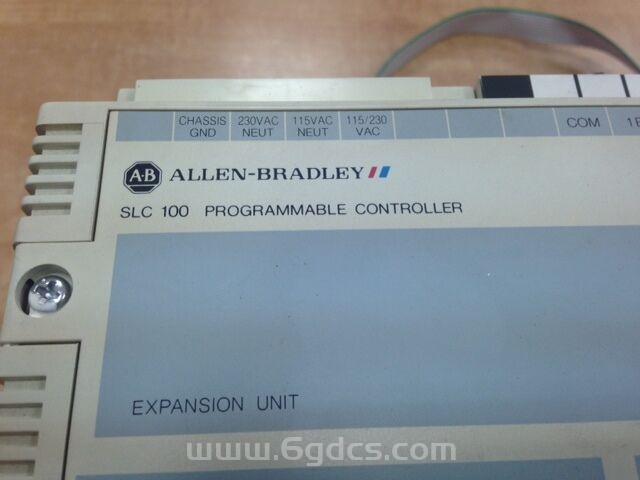 CHASSIS GND
230VAC NEUT
115VAC NEUT
115/230 VAC
COM
A-B ALLEN-BRADLEY
SLC 100 PROGRAMMABLE CONTROLLER
EXPANSION UNIT
www.6gdcs.com